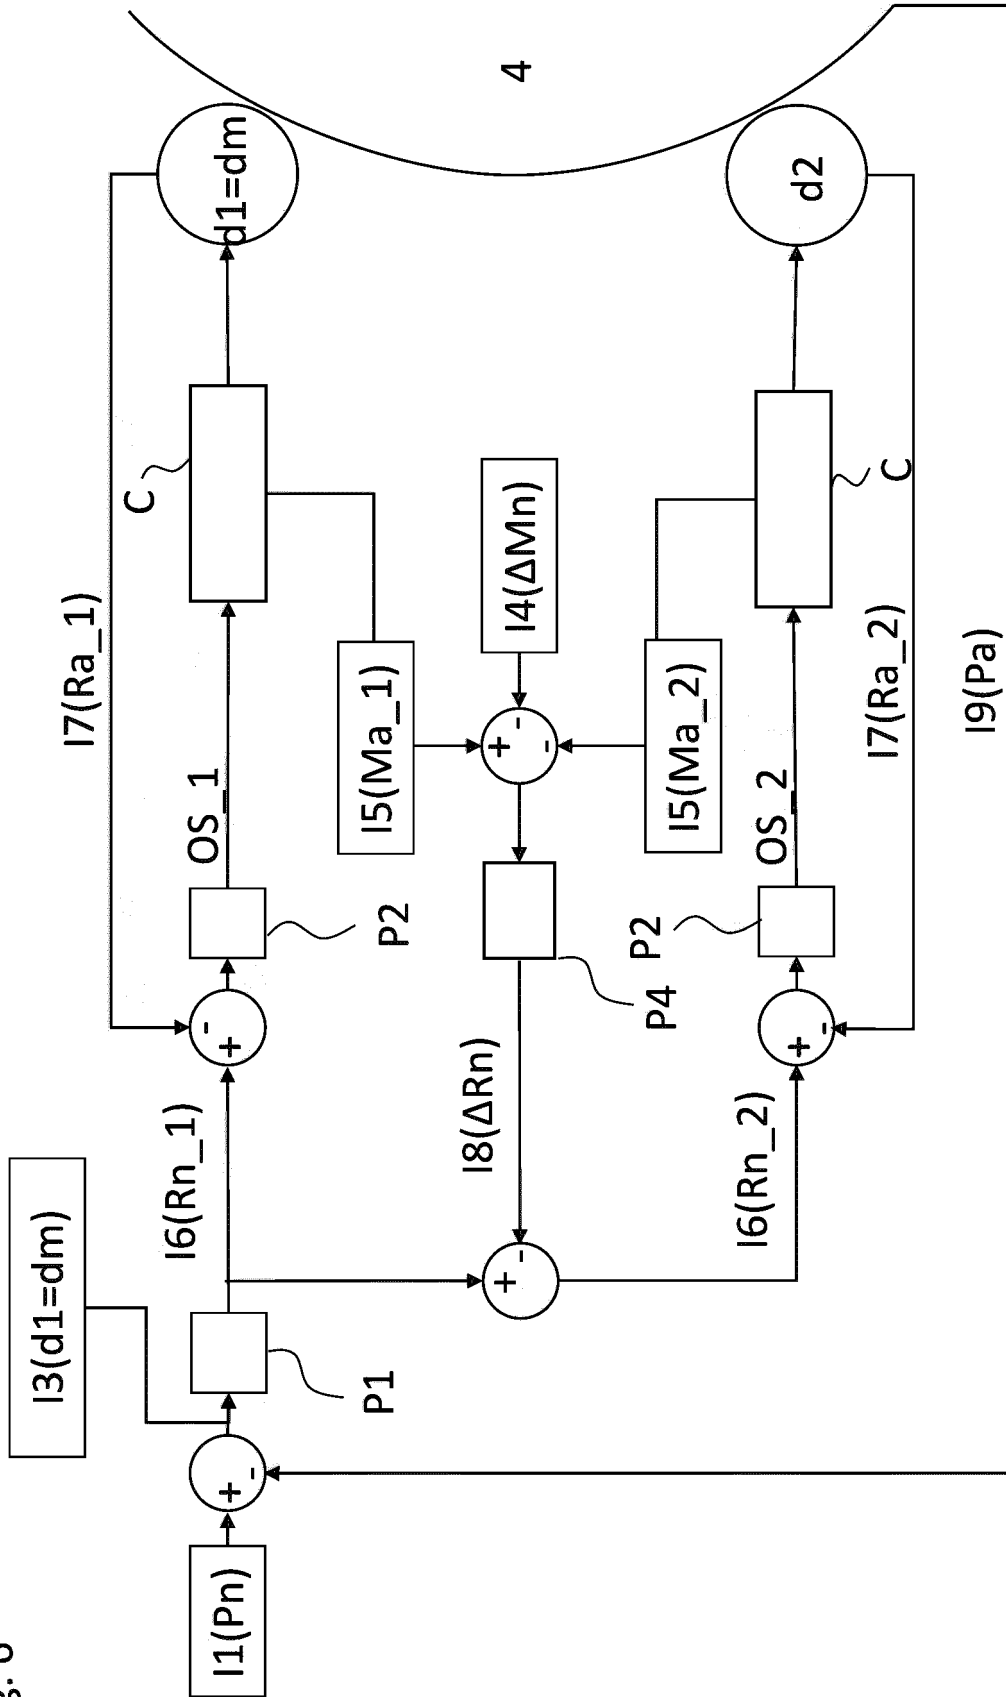 I1(Pn)
+
-
I3(d1=dm)
P1
I6(Rn_1)
+
-
P2
OS_1
C
I7(Ra_1)
d1=dm
4
+
-
I8(ΔRn)
P4
I5(Ma_1)
+
-
-
I4(ΔMn)
I5(Ma_2)
I6(Rn_2)
+
-
P2
OS_2
C
I7(Ra_2)
d2
I9(Pa)